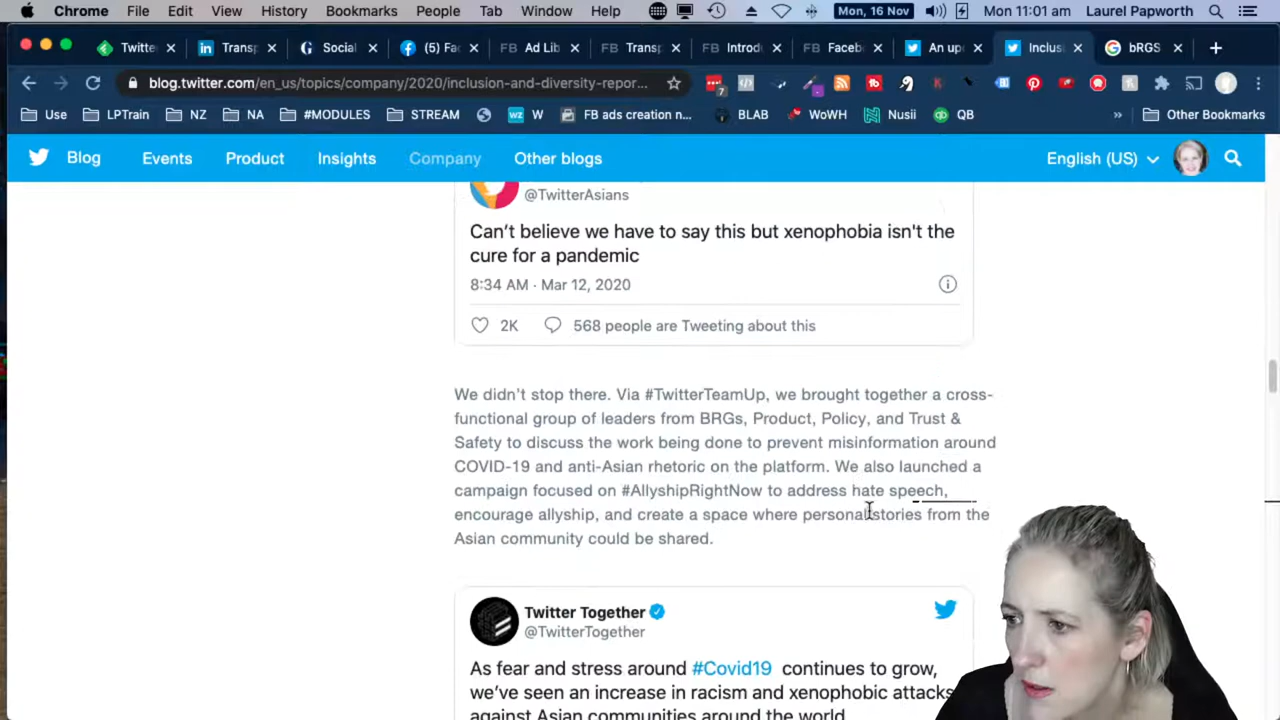 Chrome File Edit View History Bookmarks People Tab Window Help Mon, 16 Nov 11:01 am Laurel Papworth
Twitte Transp Social (5) Fac Ad Lib Transp Introdu Faceb An up Inclus bRGS
blog.twitter.com/en_us/topics/company/2020/inclusion-and-diversity-repor... 7
Use LPTrain NZ NA #MODULES STREAM W FB ads creation n... BLAB WoWH Nusii QB » Other Bookmarks
Blog Events Product Insights Company Other blogs English (US)
@TwitterAsians
Can't believe we have to say this but xenophobia isn't the
cure for a pandemic
8:34 AM · Mar 12, 2020
2K 568 people are Tweeting about this
We didn't stop there. Via #TwitterTeamUp, we brought together a cross-
functional group of leaders from BRGs, Product, Policy, and Trust &
Safety to discuss the work being done to prevent misinformation around
COVID-19 and anti-Asian rhetoric on the platform. We also launched a
campaign focused on #AllyshipRightNow to address hate speech,
encourage allyship, and create a space where personal stories from the
Asian community could be shared.
Twitter Together
@TwitterTogether
As fear and stress around #Covid19 continues to grow,
we've seen an increase in racism and xenophobic attacks
against Asian communities around the world